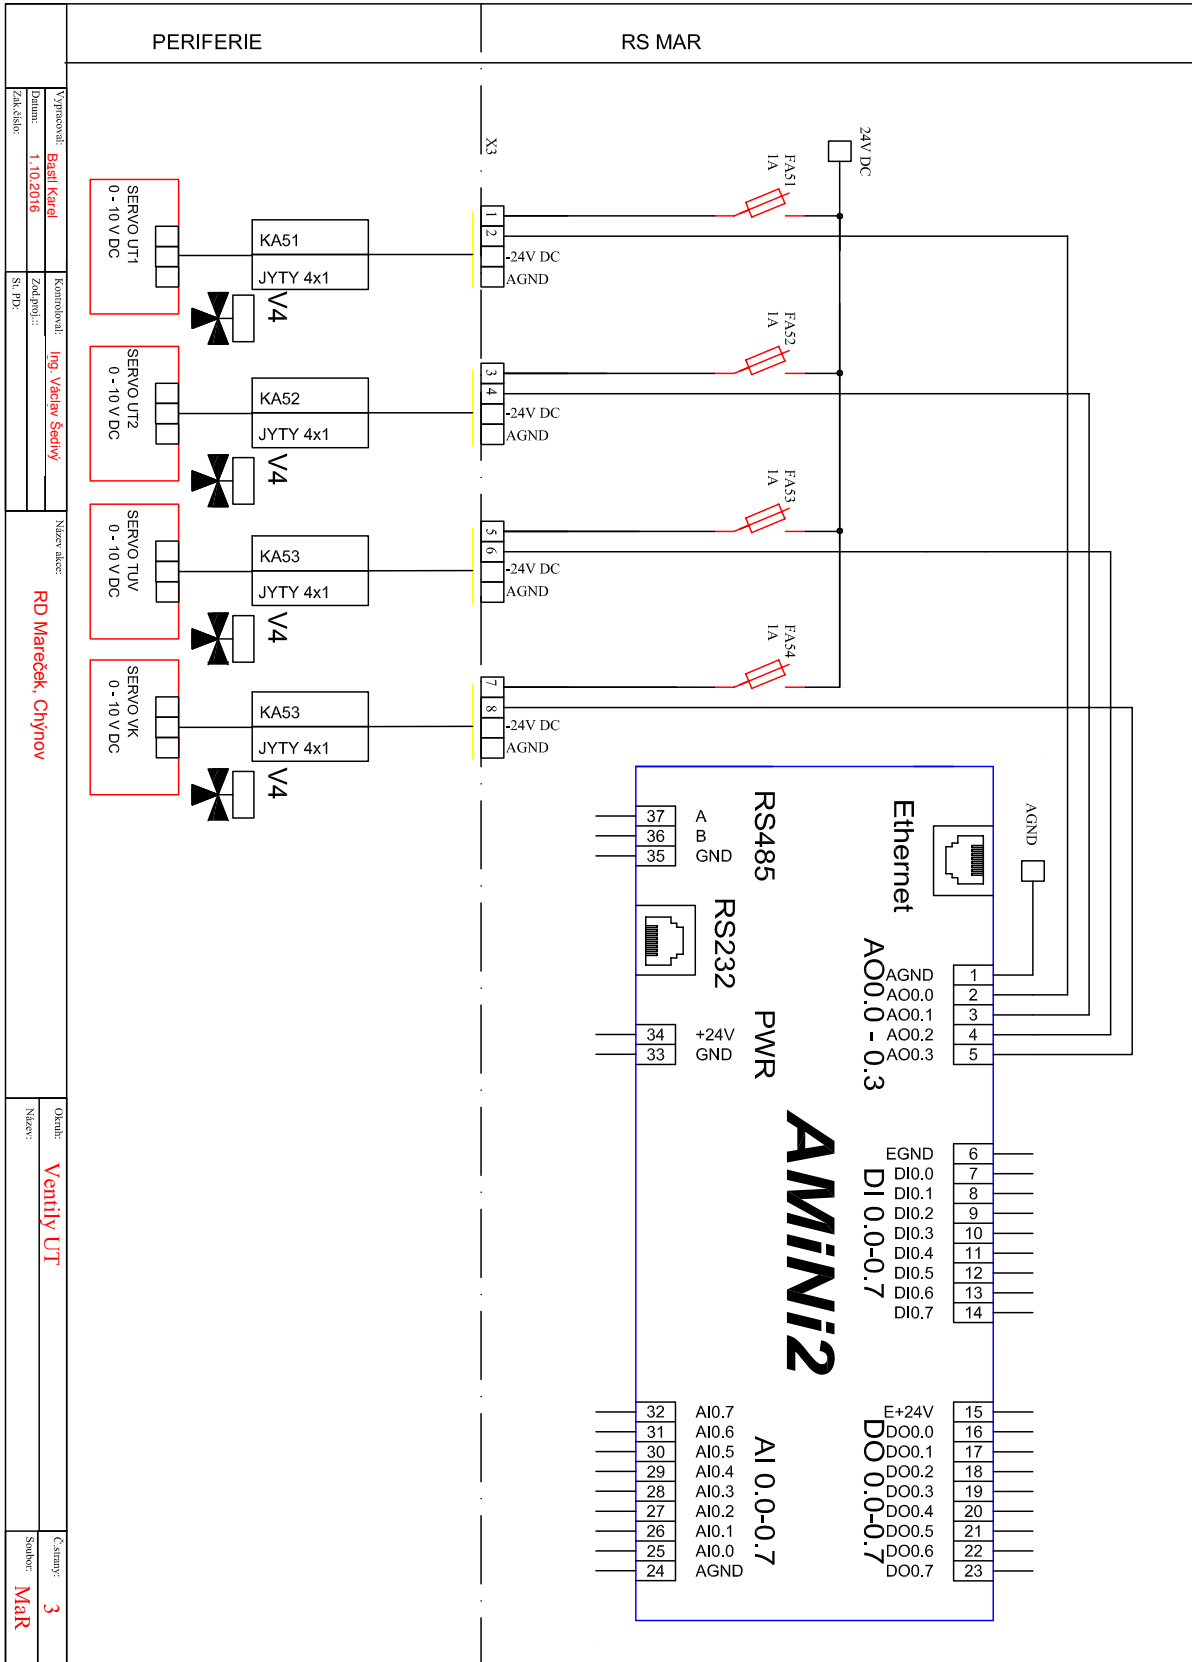 PERIFERIE
RS MAR
Vypracoval:
Bastl Karel
Datum:
1.10.2016
Zak.číslo:
Kontroloval:
Ing. Václav Šedivý
Zod.proj.::
St. PD:
Název akce:
RD Mareček, Chýnov
Okruh:
Ventily UT
Název:
Č.strany:
3
Soubor:
MaR
X3
24V DC
FA51
1A
FA52
1A
FA53
1A
FA54
1A
SERVO UT1
0 - 10 V DC
KA51
JYTY 4x1
V4
1
2
-24V DC
AGND
SERVO UT2
0 - 10 V DC
KA52
JYTY 4x1
V4
3
4
-24V DC
AGND
SERVO TUV
0 - 10 V DC
KA53
JYTY 4x1
V4
5
6
-24V DC
AGND
SERVO VK
0 - 10 V DC
KA53
JYTY 4x1
V4
7
8
-24V DC
AGND
AGND
Ethernet
RS485
37 A
36 B
35 GND
RS232
PWR
34 +24V
33 GND
AO0.0 - 0.3
AGND 1
AO0.0 2
AO0.1 3
AO0.2 4
AO0.3 5
AMiNi2
DI 0.0-0.7
EGND 6
DI0.0 7
DI0.1 8
DI0.2 9
DI0.3 10
DI0.4 11
DI0.5 12
DI0.6 13
DI0.7 14
AI 0.0-0.7
32 AI0.7
31 AI0.6
30 AI0.5
29 AI0.4
28 AI0.3
27 AI0.2
26 AI0.1
25 AI0.0
24 AGND
DO 0.0-0.7
E+24V 15
DO0.0 16
DO0.1 17
DO0.2 18
DO0.3 19
DO0.4 20
DO0.5 21
DO0.6 22
DO0.7 23